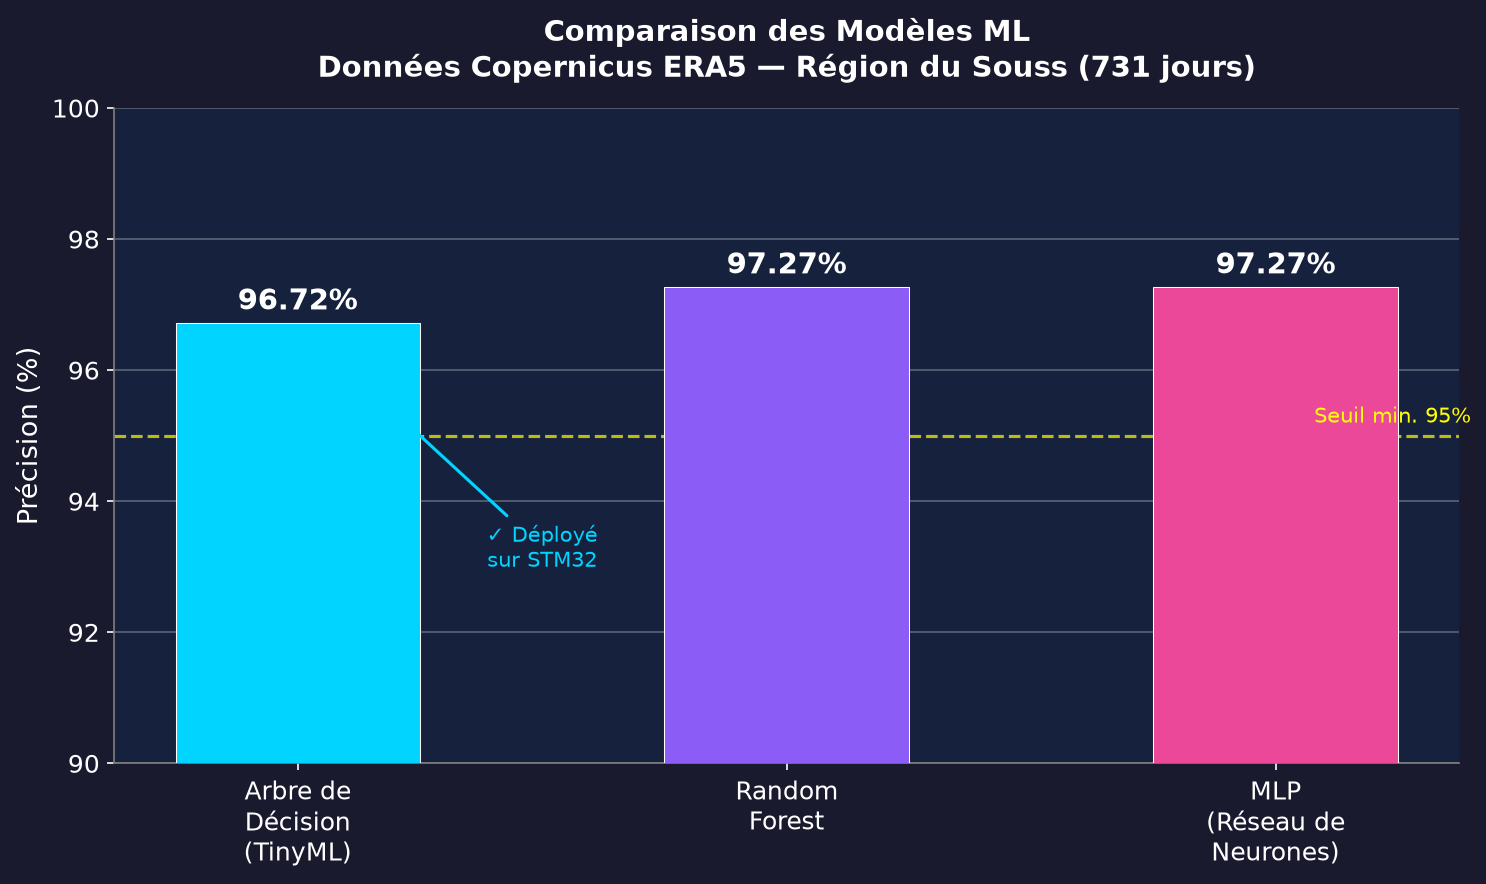 Comparaison des Modèles ML
Données Copernicus ERA5 — Région du Souss (731 jours)
Précision (%)
100
98
96
94
92
90
96.72%
97.27%
97.27%
Seuil min. 95%
✓ Déployé
sur STM32
Arbre de
Décision
(TinyML)
Random
Forest
MLP
(Réseau de
Neurones)